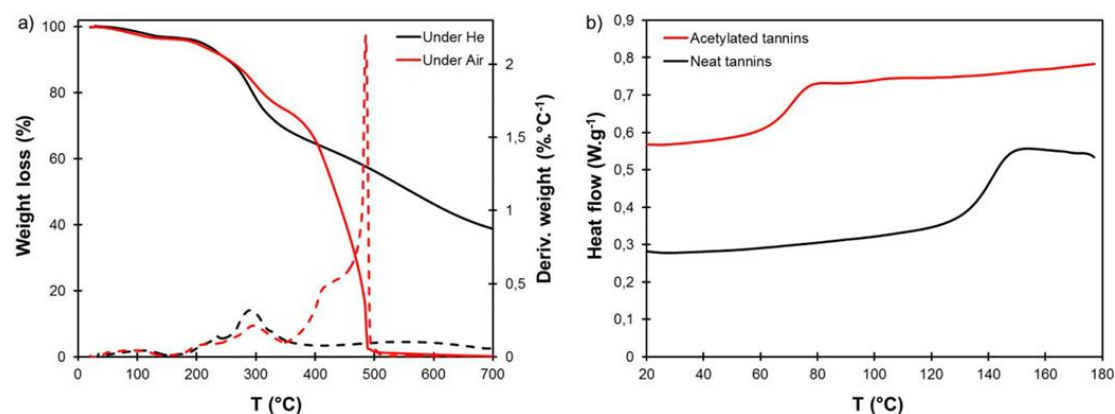 a)
Weight loss (%)
100
80
60
40
20
0
Under He
Under Air
2
1,5
1
0,5
0
Deriv. weight (%.°C⁻¹)
0 100 200 300 400 500 600 700
T (°C)
b)
Heat flow (W.g⁻¹)
0,9
0,8
0,7
0,6
0,5
0,4
0,3
0,2
0,1
0
Acetylated tannins
Neat tannins
20 40 60 80 100 120 140 160 180
T (°C)